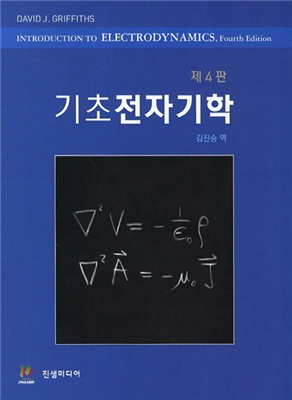 DAVID J. GRIFFITHS
INTRODUCTION TO ELECTRODYNAMICS, Fourth Edition
제 4 판
기초전자기학
김진승 역
∇²V = -1/ε₀ ρ
∇²A⃗ = -μ₀ J⃗
JINSAEM
진샘미디어